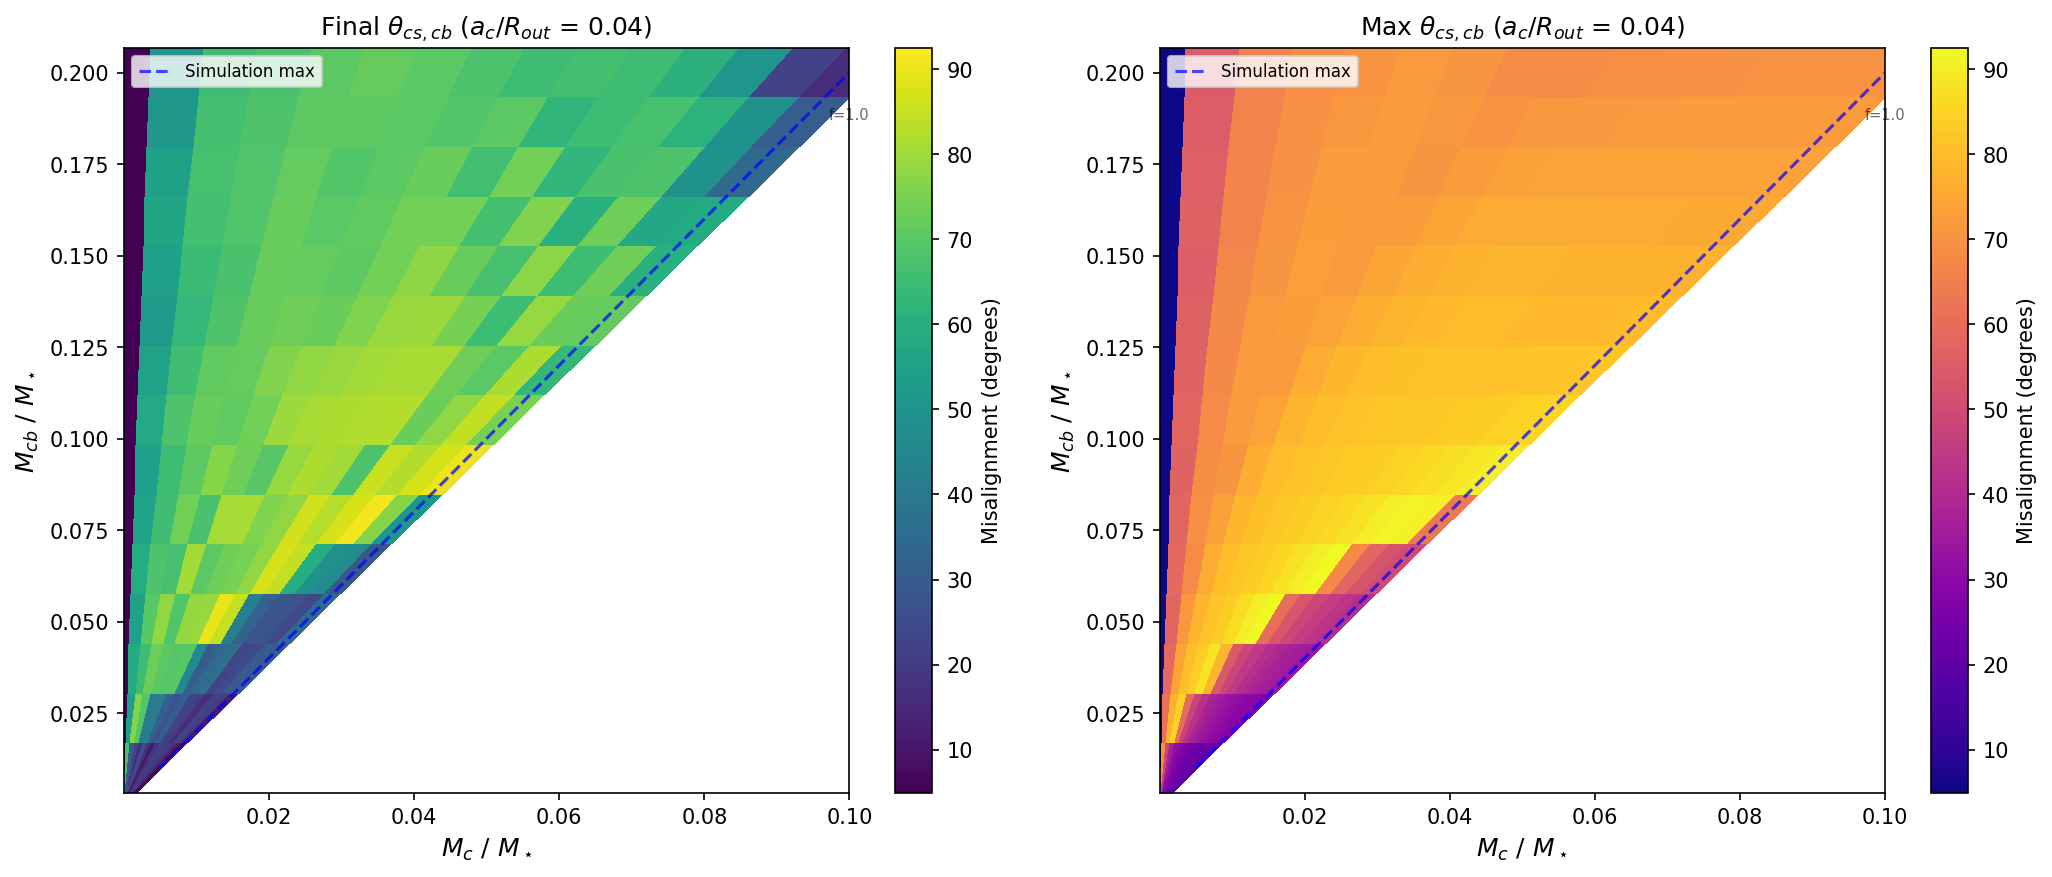 Final θcs,cb (ac/Rout = 0.04)
Simulation max
f=1.0
0.200
0.175
0.150
0.125
0.100
0.075
0.050
0.025
Mcb / M⋆
0.02 0.04 0.06 0.08 0.10
Mc / M⋆
90
80
70
60
50
40
30
20
10
Misalignment (degrees)
Max θcs,cb (ac/Rout = 0.04)
Simulation max
f=1.0
0.200
0.175
0.150
0.125
0.100
0.075
0.050
0.025
Mcb / M⋆
0.02 0.04 0.06 0.08 0.10
Mc / M⋆
90
80
70
60
50
40
30
20
10
Misalignment (degrees)